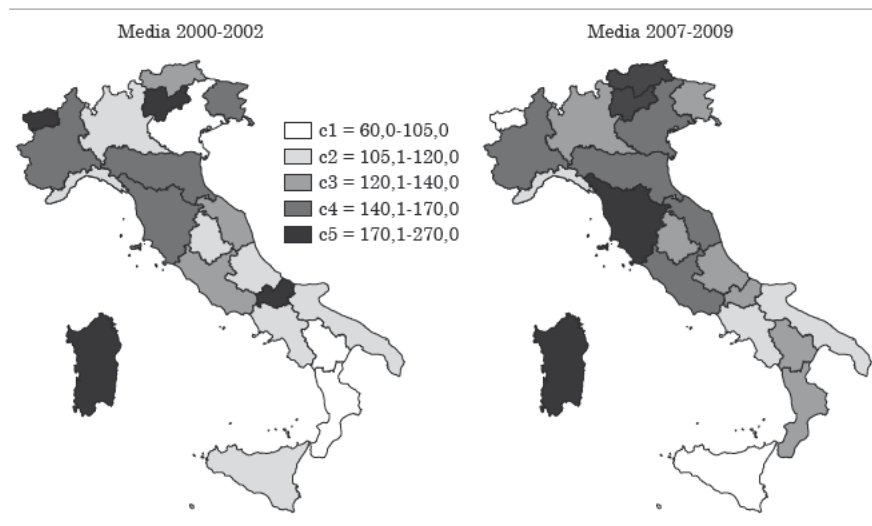 Media 2000-2002
Media 2007-2009
c1 = 60,0-105,0
c2 = 105,1-120,0
c3 = 120,1-140,0
c4 = 140,1-170,0
c5 = 170,1-270,0